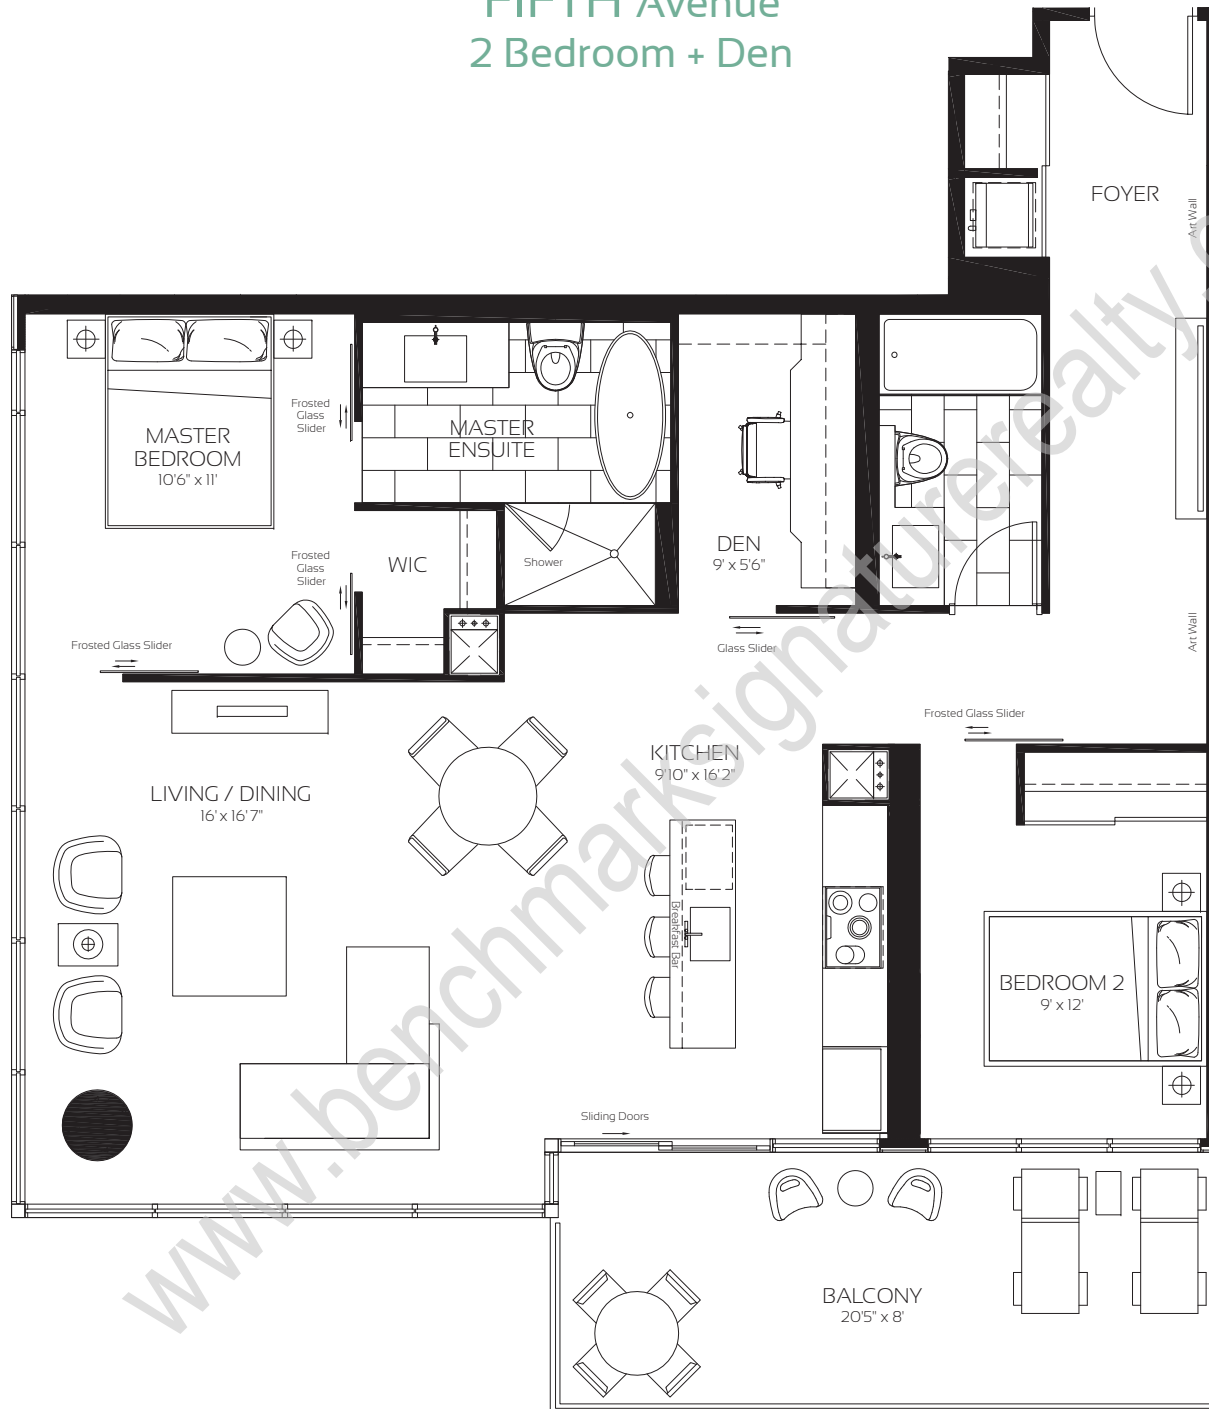 FIFTH Avenue
2 Bedroom + Den
FOYER
Art Wall
Frosted
Glass
Slider
MASTER
BEDROOM
10'6" x 11'
MASTER
ENSUITE
DEN
9' x 5'6"
Frosted
Glass
Slider
WIC
Shower
Frosted Glass Slider
Glass Slider
Art Wall
Frosted Glass Slider
KITCHEN
9'10" x 16'2"
LIVING / DINING
16' x 16'7"
Breakfast Bar
BEDROOM 2
9' x 12'
Sliding Doors
BALCONY
20'5" x 8'
www.benchmarksignaturerealty.c